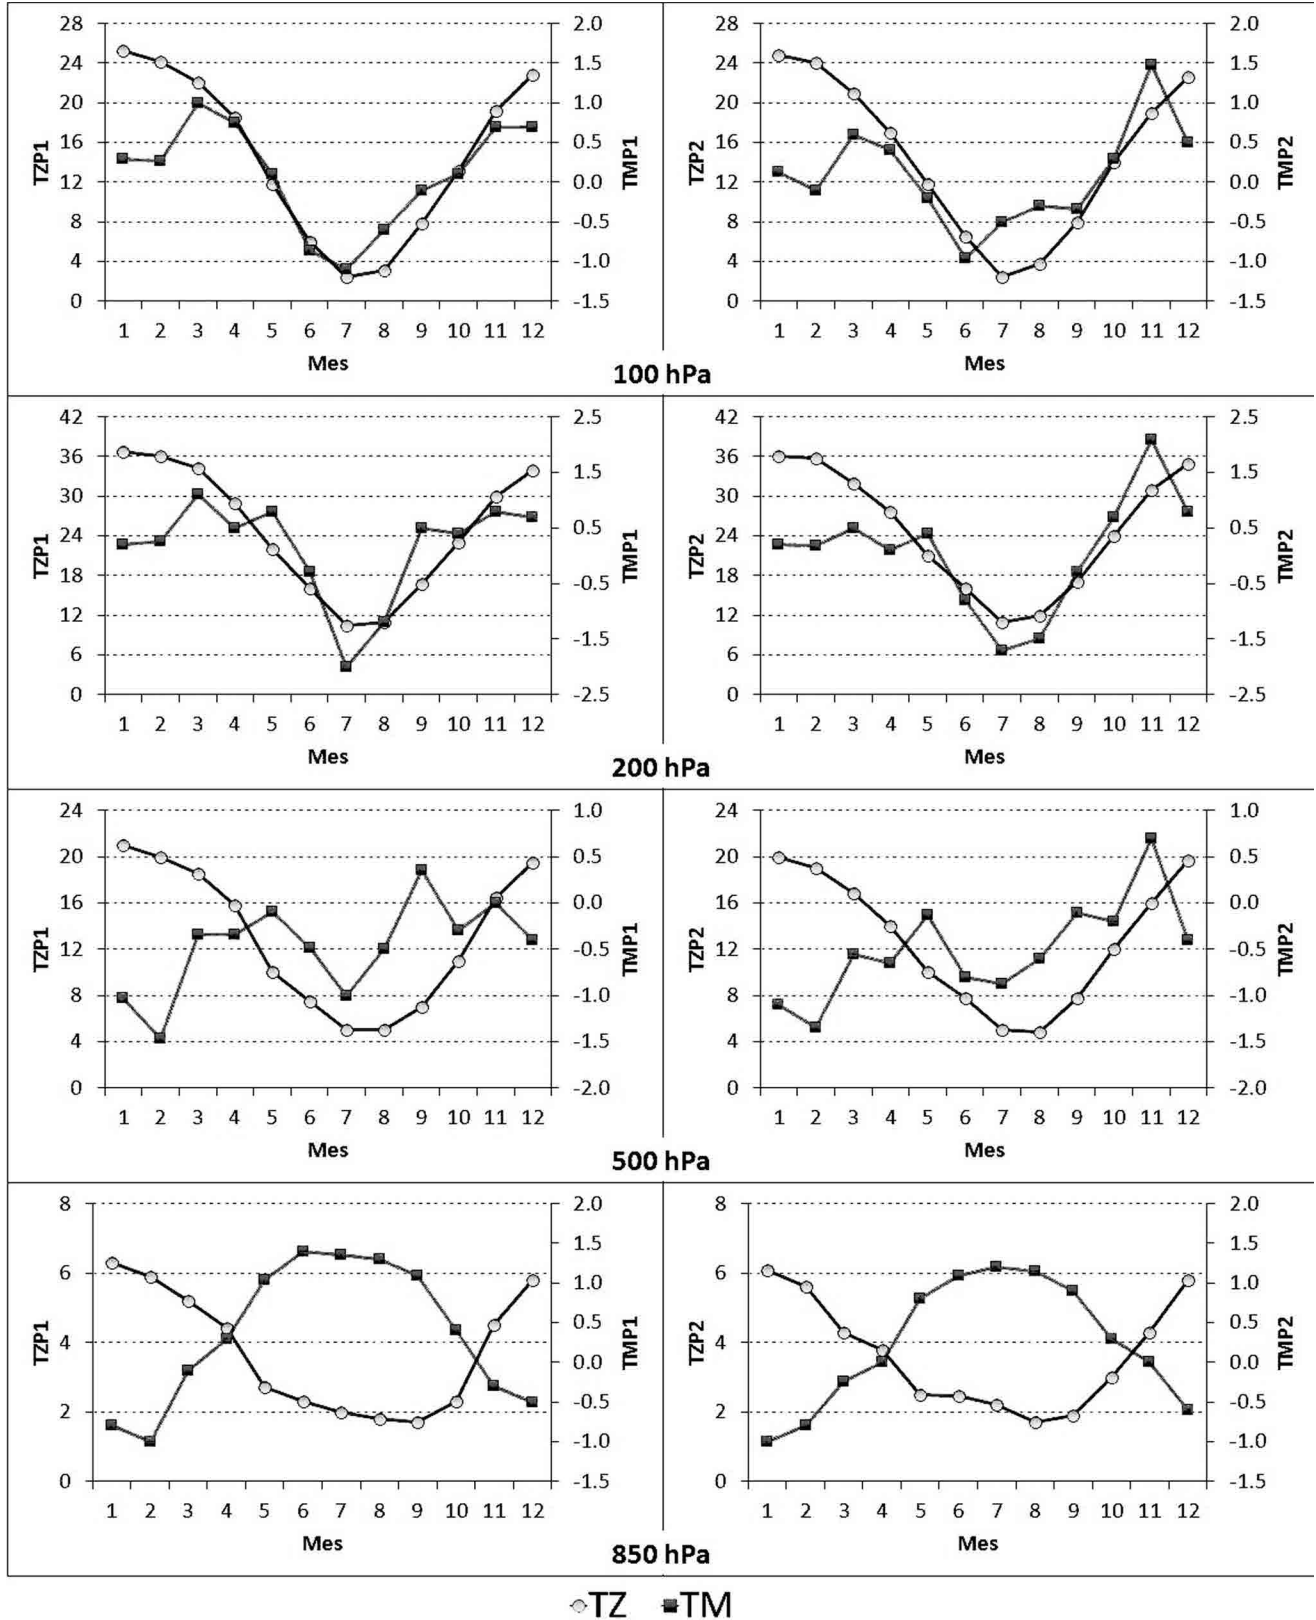 28 24 20 16 12 8 4 0
TZP1
2.0 1.5 1.0 0.5 0.0 -0.5 -1.0 -1.5
TMP1
1 2 3 4 5 6 7 8 9 10 11 12
Mes
28 24 20 16 12 8 4 0
TZP2
2.0 1.5 1.0 0.5 0.0 -0.5 -1.0 -1.5
TMP2
1 2 3 4 5 6 7 8 9 10 11 12
Mes
100 hPa
42 36 30 24 18 12 6 0
TZP1
2.5 1.5 0.5 -0.5 -1.5 -2.5
TMP1
1 2 3 4 5 6 7 8 9 10 11 12
Mes
42 36 30 24 18 12 6 0
TZP2
2.5 1.5 0.5 -0.5 -1.5 -2.5
TMP2
1 2 3 4 5 6 7 8 9 10 11 12
Mes
200 hPa
24 20 16 12 8 4 0
TZP1
1.0 0.5 0.0 -0.5 -1.0 -1.5 -2.0
TMP1
1 2 3 4 5 6 7 8 9 10 11 12
Mes
24 20 16 12 8 4 0
TZP2
1.0 0.5 0.0 -0.5 -1.0 -1.5 -2.0
TMP2
1 2 3 4 5 6 7 8 9 10 11 12
Mes
500 hPa
8 6 4 2 0
TZP1
2.0 1.5 1.0 0.5 0.0 -0.5 -1.0 -1.5
TMP1
1 2 3 4 5 6 7 8 9 10 11 12
Mes
8 6 4 2 0
TZP2
2.0 1.5 1.0 0.5 0.0 -0.5 -1.0 -1.5
TMP2
1 2 3 4 5 6 7 8 9 10 11 12
Mes
850 hPa
TZ TM